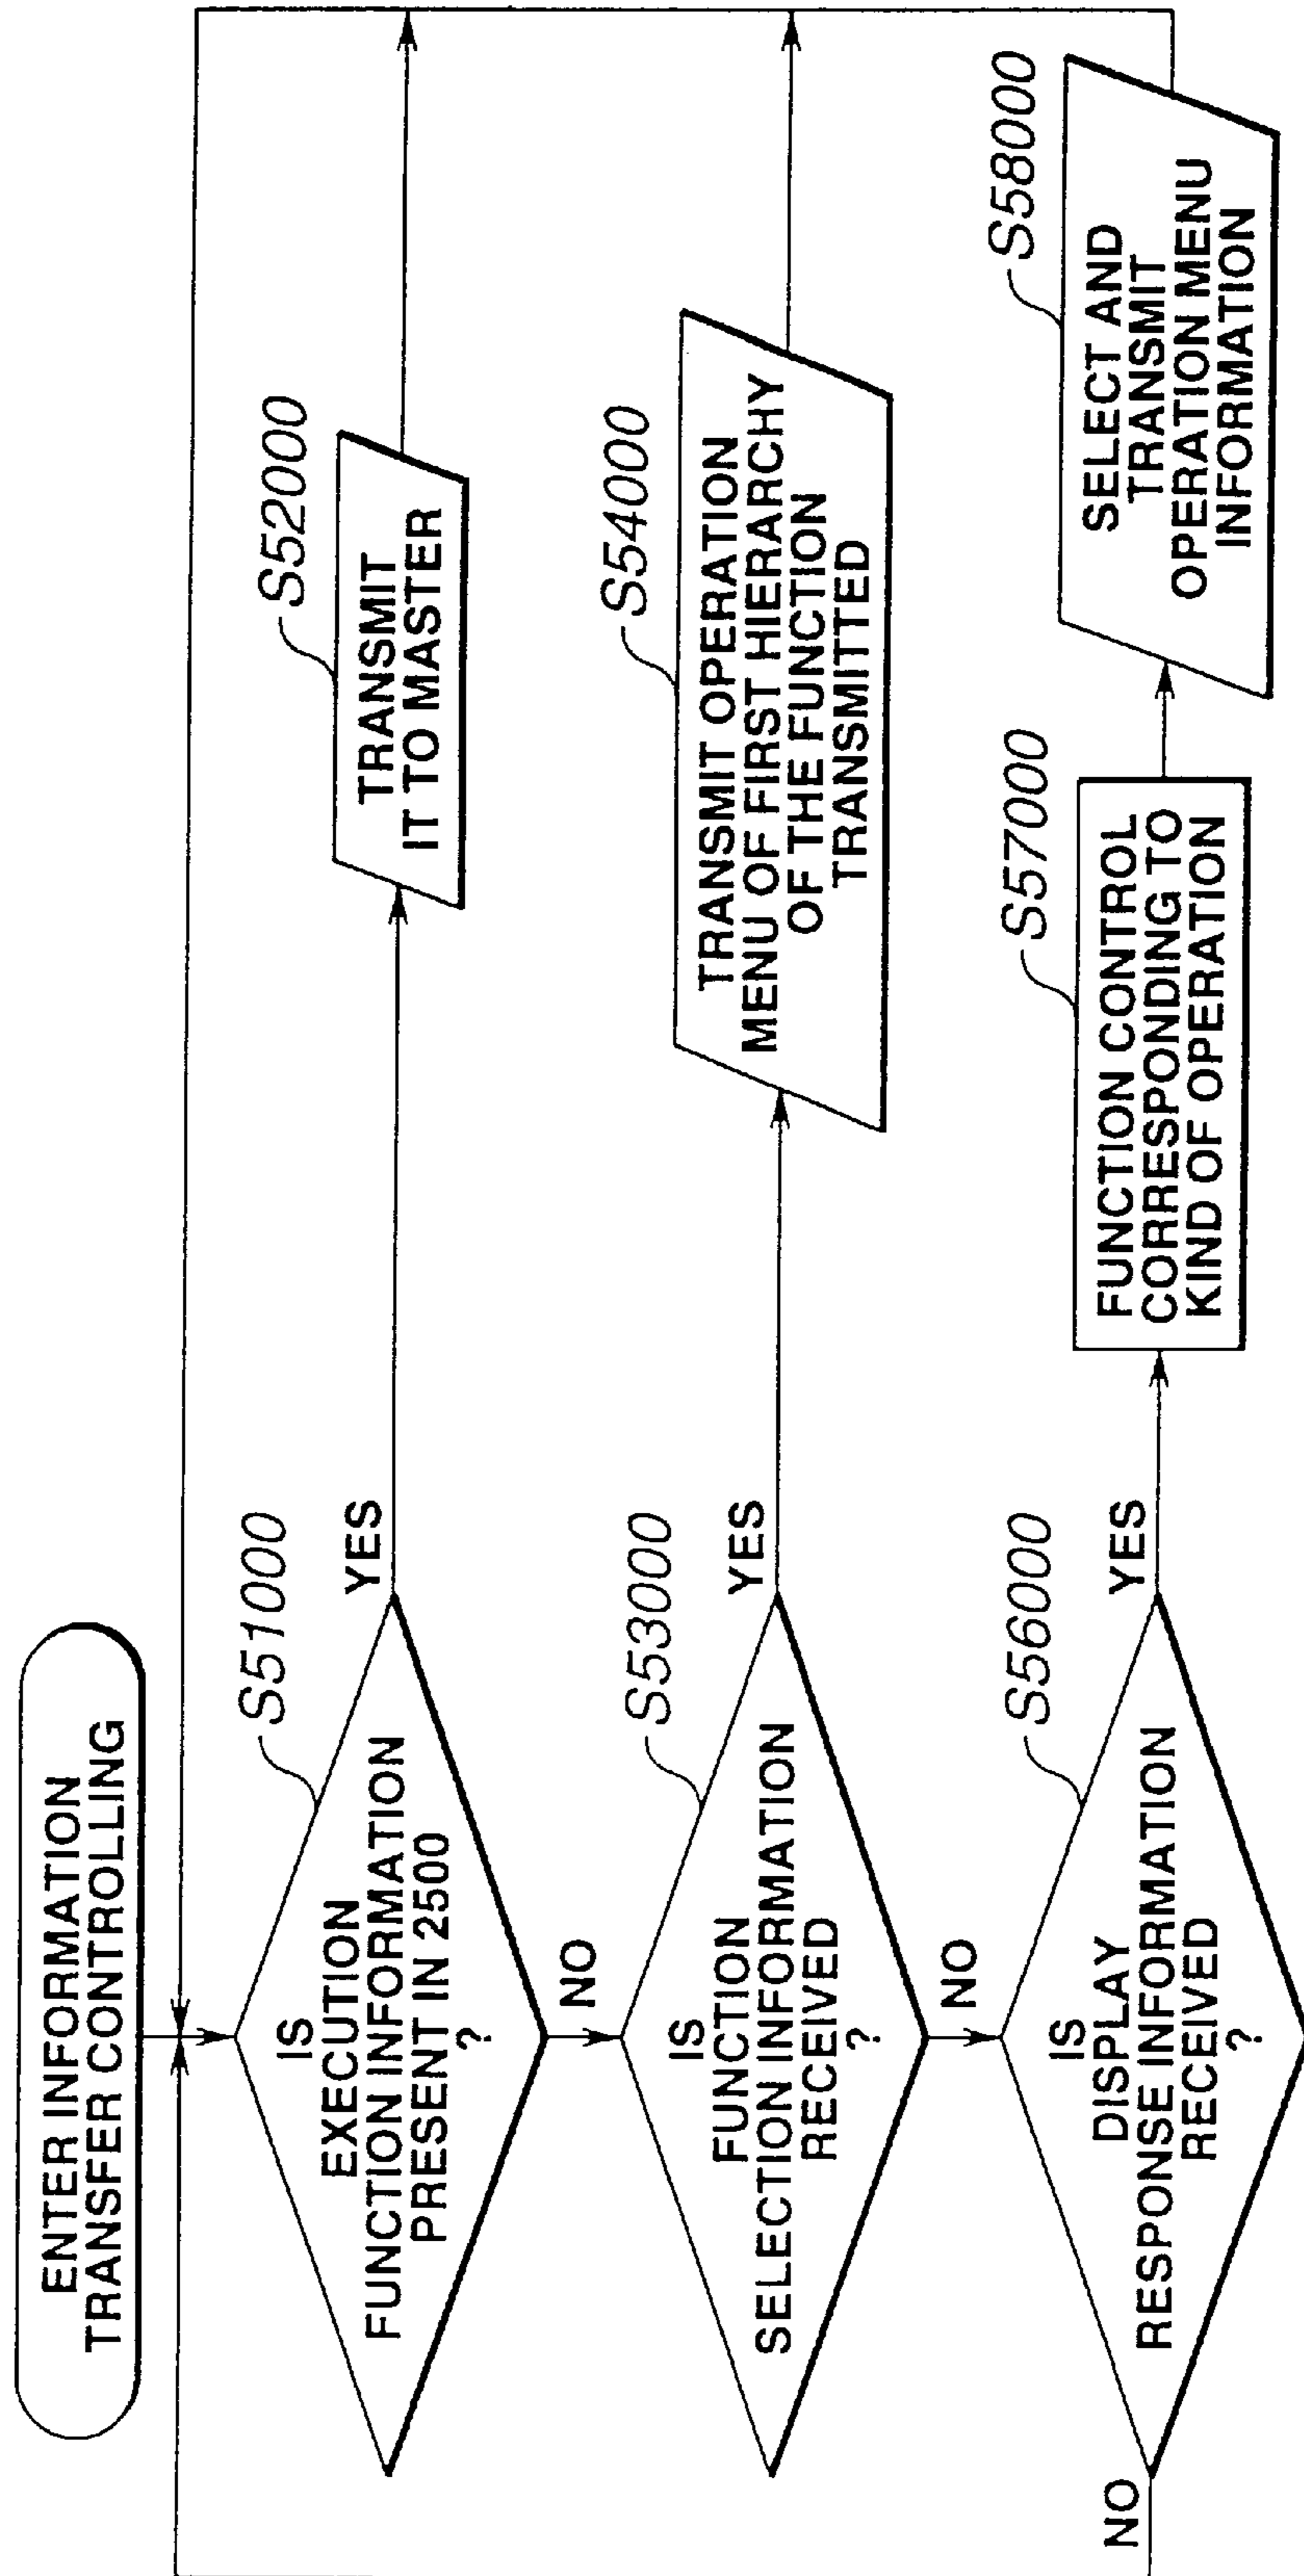 ENTER INFORMATION
TRANSFER CONTROLLING
S51000
IS
EXECUTION
FUNCTION INFORMATION
PRESENT IN 2500
?
YES
NO
S52000
TRANSMIT
IT TO MASTER
S53000
IS
FUNCTION
SELECTION INFORMATION
RECEIVED
?
YES
NO
S54000
TRANSMIT OPERATION
MENU OF FIRST HIERARCHY
OF THE FUNCTION
TRANSMITTED
S56000
IS
DISPLAY
RESPONSE INFORMATION
RECEIVED
?
YES
NO
S57000
FUNCTION CONTROL
CORRESPONDING TO
KIND OF OPERATION
S58000
SELECT AND
TRANSMIT
OPERATION MENU
INFORMATION